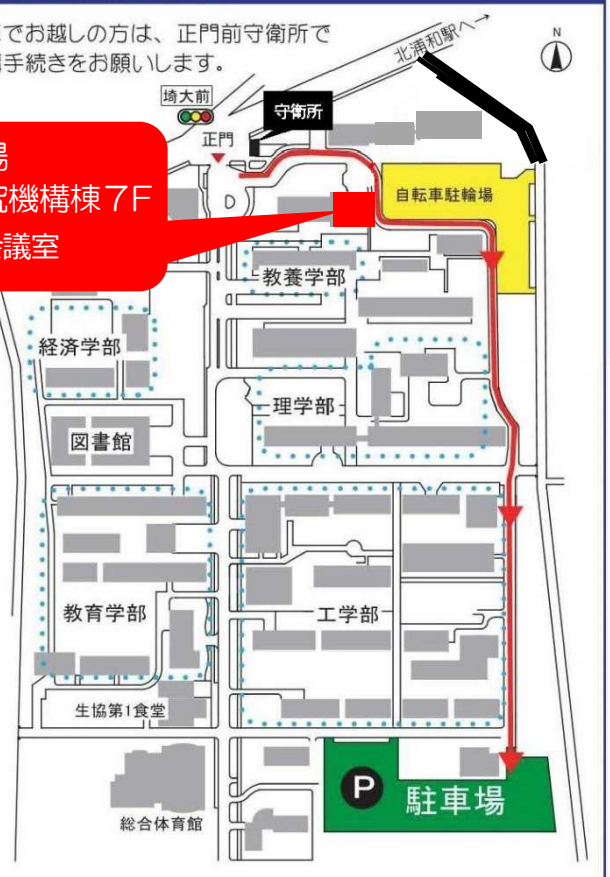 でお越しの方は、正門前守衛所で
手続きをお願いします。
北浦和駅へ→
N
埼大前
守衛所
正門
場
究機構棟7F
会議室
自転車駐輪場
教養学部
経済学部
理学部
図書館
教育学部
工学部
生協第1食堂
総合体育館
P
駐車場